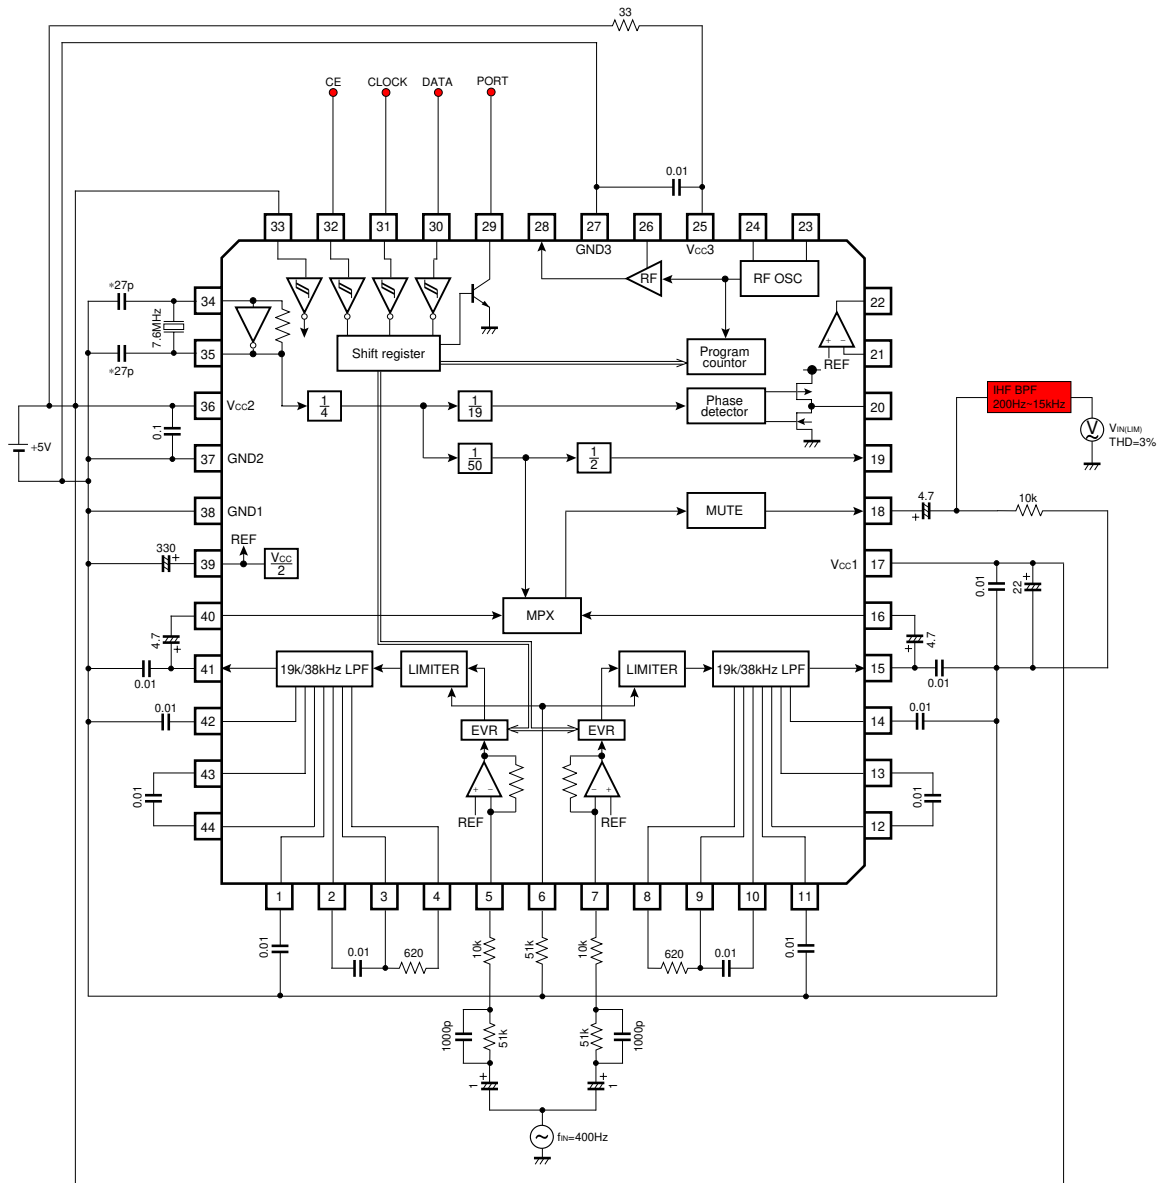 33
CE CLOCK DATA PORT
0.01
33 32 31 30 29 28 27 26 25 24 23
GND3 VCC3
*27p
34
7.6MHz
35
*27p
RF
RF OSC
22
+ -
REF
21
Shift register
Program
countor
36
VCC2
0.1
+5V
1
4
1
19
Phase
detector
20
IHF BPF
200Hz~15kHz
V
VIN(LIM)
THD=3%
37
GND2
1
50
1
2
19
38
GND1
MUTE
18
4.7
+
10k
REF
330
+
39
VCC
2
VCC1
17
0.01
22
+
40
MPX
16
4.7
+
4.7
+
41
0.01
19k/38kHz LPF
LIMITER
LIMITER
19k/38kHz LPF
15
0.01
0.01
42
EVR
EVR
14
0.01
43
0.01
44
+ -
REF
- +
REF
13
0.01
12
1 2 3 4 5 6 7 8 9 10 11
0.01
0.01
620
10k
51k
10k
620
0.01
0.01
1000p
51k
51k
1000p
1
+
+
1
~
fIN=400Hz